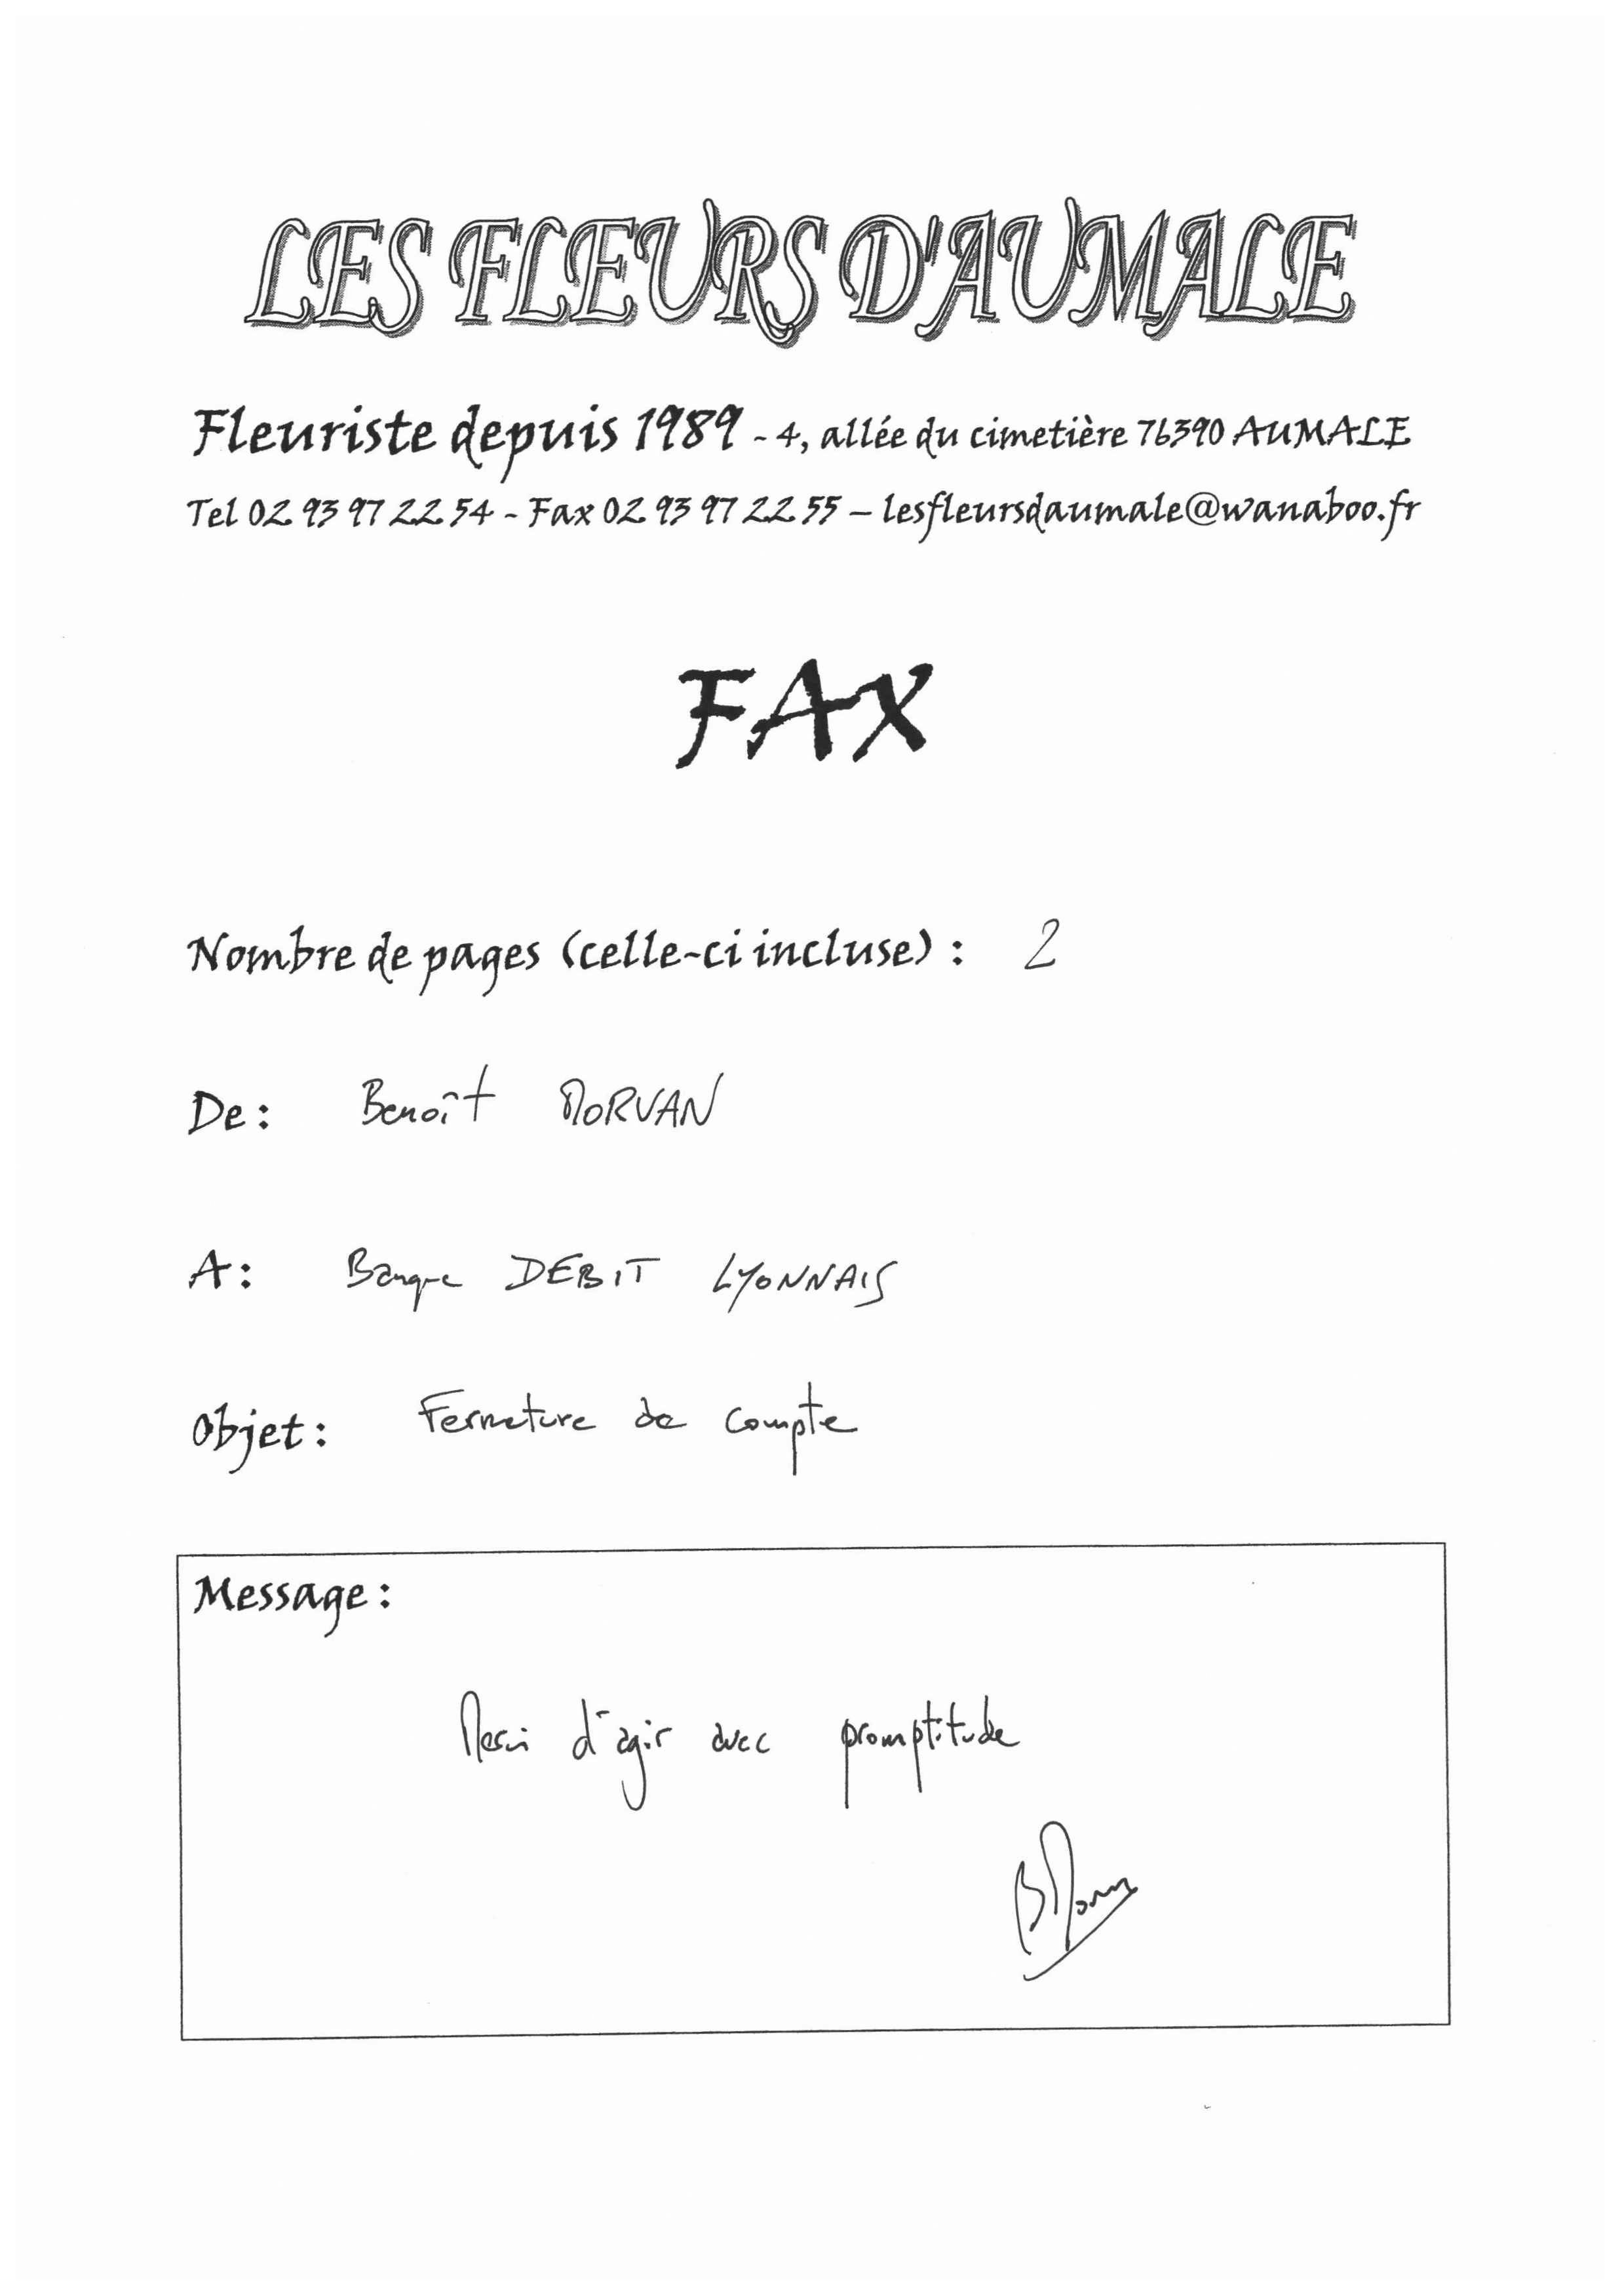 LES FLEURS D'AUMALE
Fleuriste depuis 1989 - 4, allée du cimetière 76390 AUMALE
Tel 02 93 97 22 54 - Fax 02 93 97 22 55 – lesfleursdaumale@wanaboo.fr
FAX
Nombre de pages (celle-ci incluse) : 2
De : Benoît MORVAN
A : Banque DEBIT LYONNAIS
Objet : Fermeture de compte
Message :
Merci d'agir avec promptitude
BMorvan